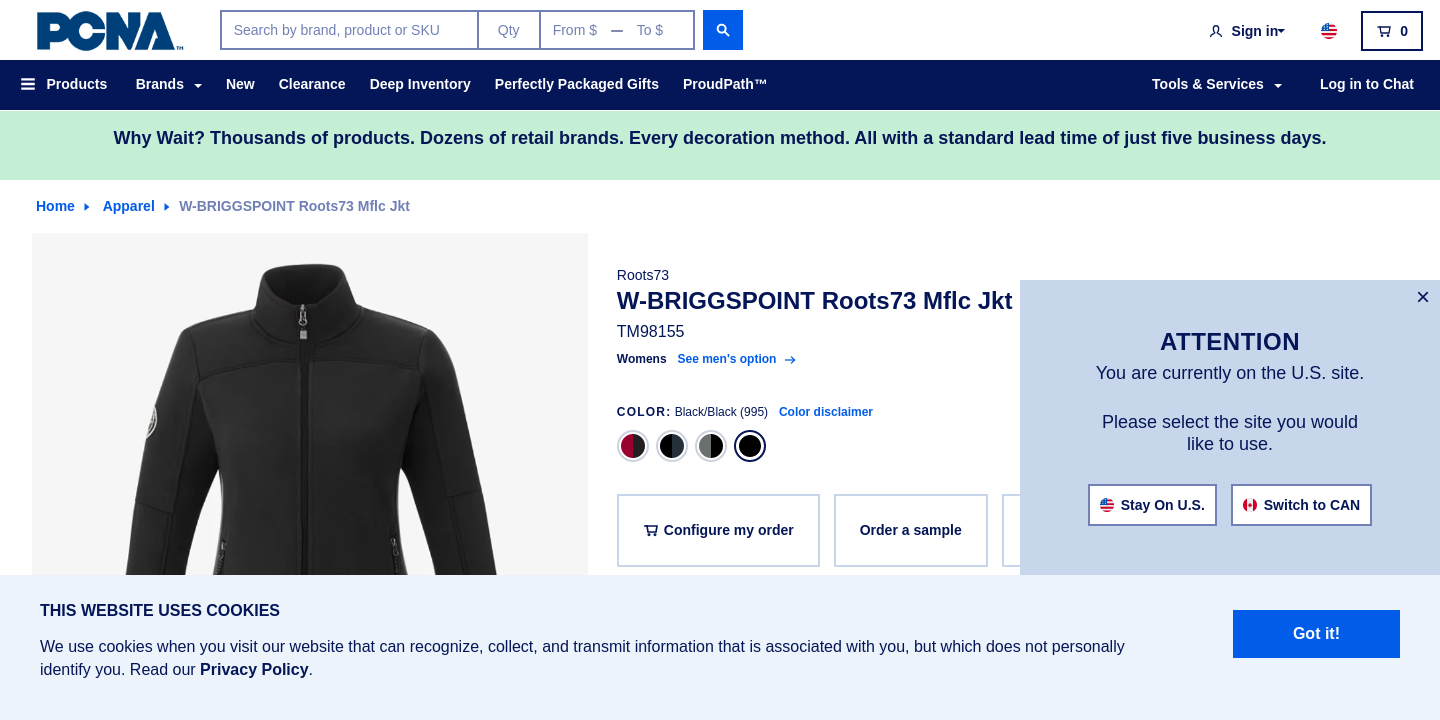 PCNA™
Search by brand, product or SKU
Qty
From $ — To $
Sign in
0
Products
Brands
New
Clearance
Deep Inventory
Perfectly Packaged Gifts
ProudPath™
Tools & Services
Log in to Chat
Why Wait? Thousands of products. Dozens of retail brands. Every decoration method. All with a standard lead time of just five business days.
Home
Apparel
W-BRIGGSPOINT Roots73 Mflc Jkt
Roots73
W-BRIGGSPOINT Roots73 Mflc Jkt
TM98155
Womens See men's option
COLOR: Black/Black (995) Color disclaimer
Configure my order
Order a sample
×
ATTENTION
You are currently on the U.S. site.
Please select the site you would
like to use.
Stay On U.S.
Switch to CAN
THIS WEBSITE USES COOKIES
We use cookies when you visit our website that can recognize, collect, and transmit information that is associated with you, but which does not personally
identify you. Read our Privacy Policy.
Got it!